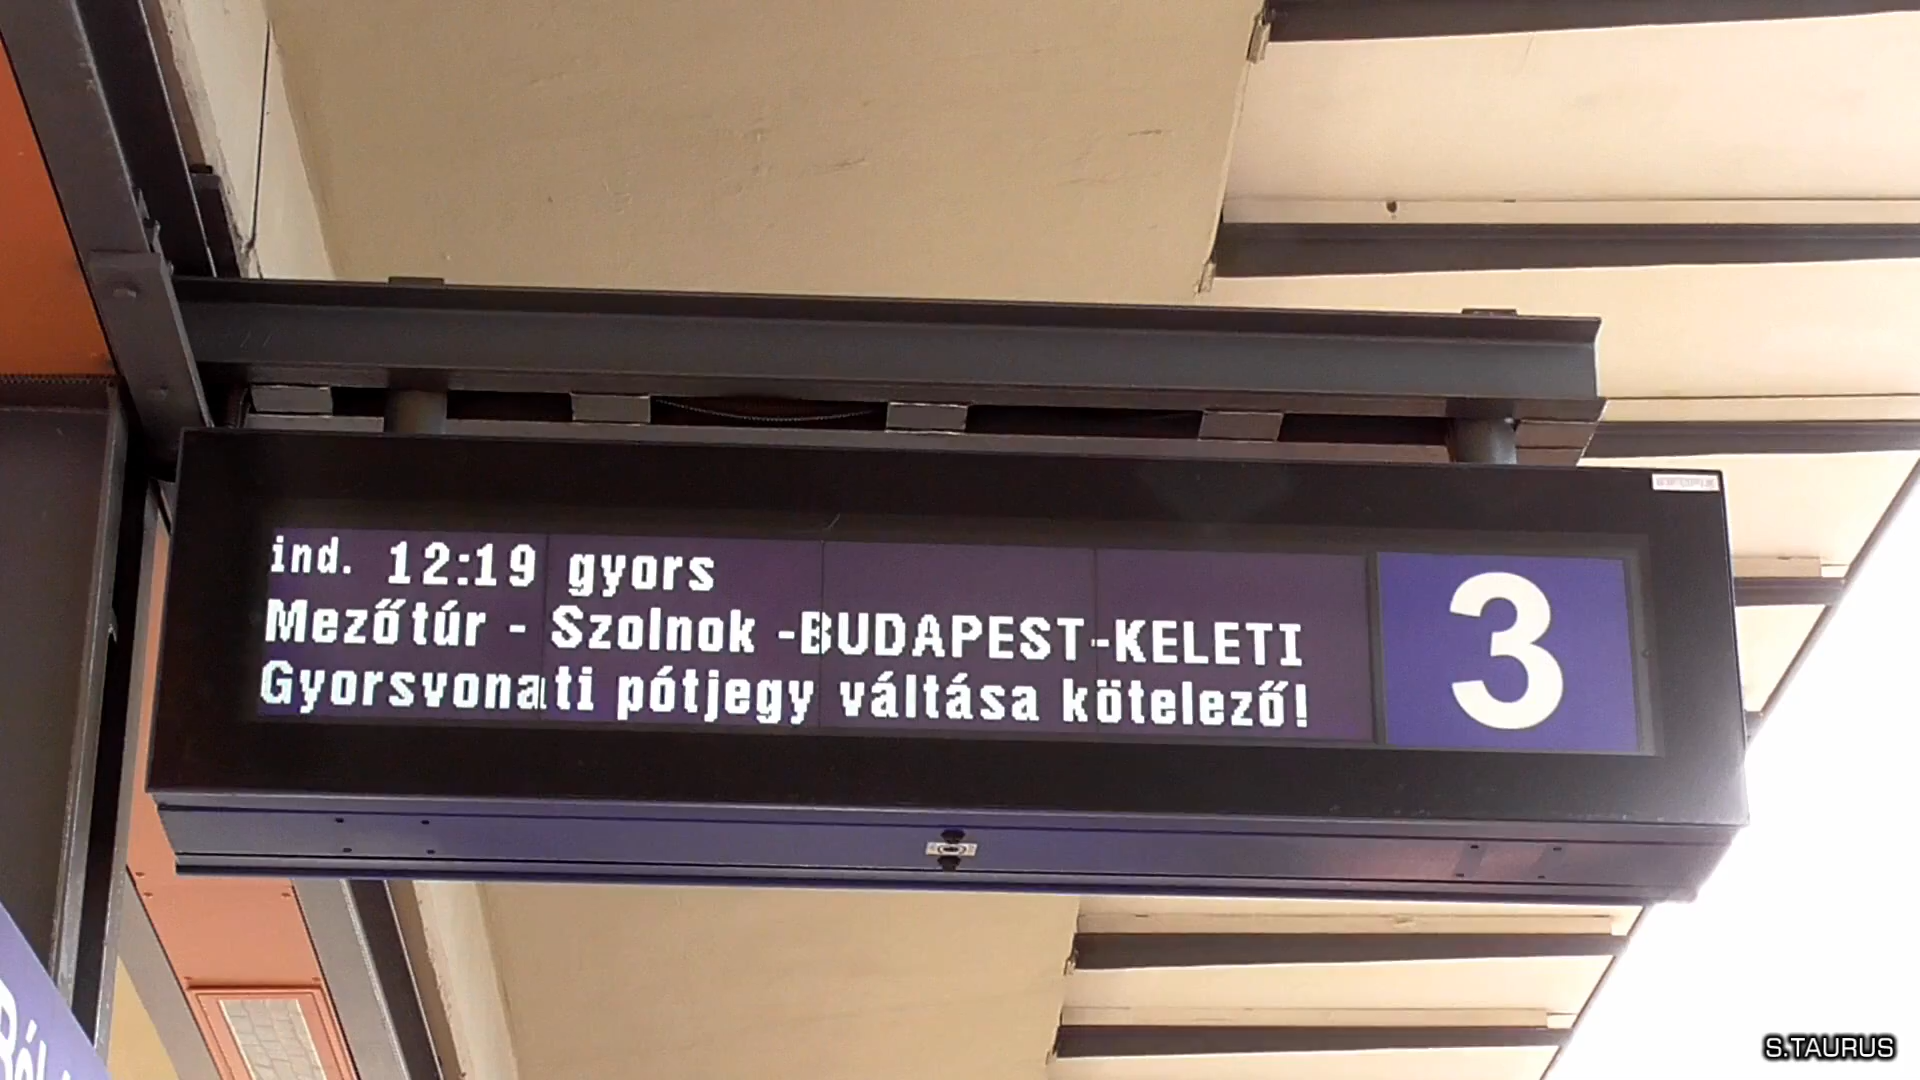 ind. 12:19 gyors
Mezőtúr - Szolnok -BUDAPEST-KELETI
Gyorsvonati pótjegy váltása kötelező!
3
S.TAURUS